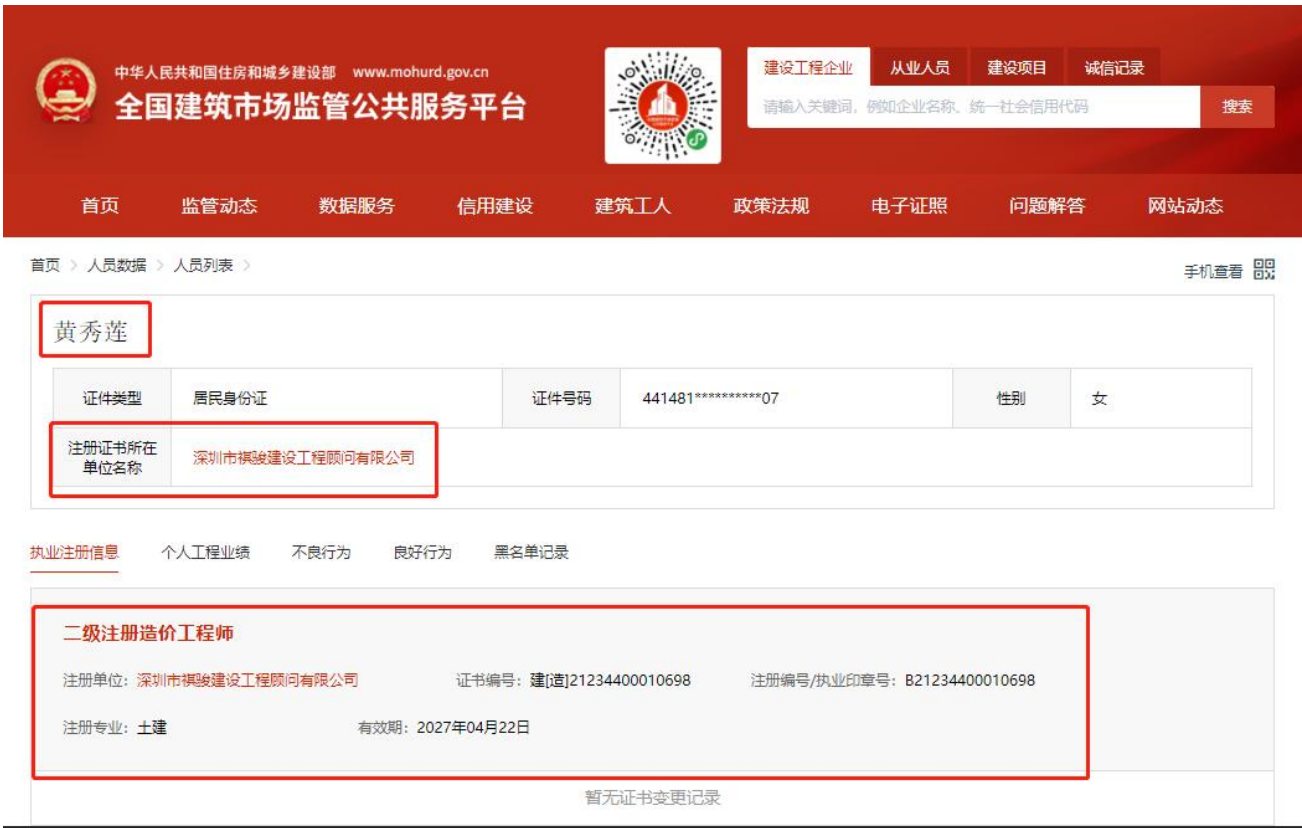 中华人民共和国住房和城乡建设部 www.mohurd.gov.cn
全国建筑市场监管公共服务平台
建设工程企业 从业人员 建设项目 诚信记录
请输入关键词，例如企业名称、统一社会信用代码 搜索
首页 监管动态 数据服务 信用建设 建筑工人 政策法规 电子证照 问题解答 网站动态
首页 > 人员数据 > 人员列表 >
手机查看
黄秀莲
证件类型 居民身份证 证件号码 441481**********07 性别 女
注册证书所在
单位名称
深圳市祺骏建设工程顾问有限公司
执业注册信息 个人工程业绩 不良行为 良好行为 黑名单记录
二级注册造价工程师
注册单位：深圳市祺骏建设工程顾问有限公司 证书编号：建[造]21234400010698 注册编号/执业印章号：B21234400010698
注册专业：土建 有效期：2027年04月22日
暂无证书变更记录